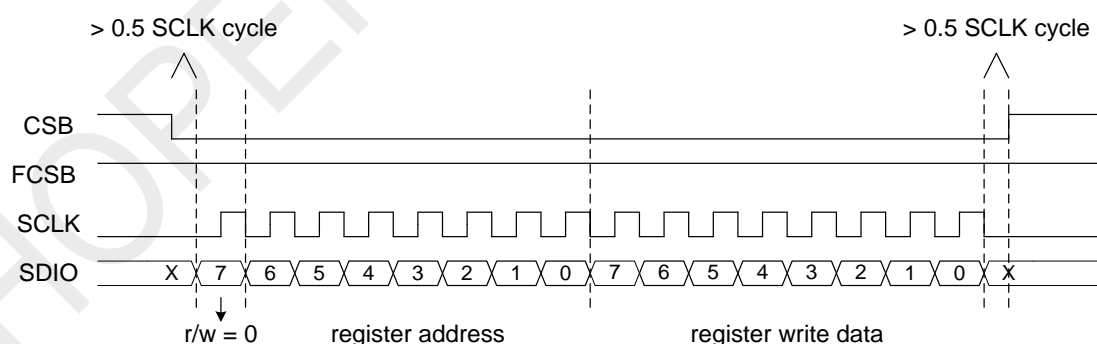 > 0.5 SCLK cycle > 0.5 SCLK cycle
CSB
FCSB
SCLK
SDIO X 7 6 5 4 3 2 1 0 7 6 5 4 3 2 1 0 X
r/w = 0 register address register write data
HOPE